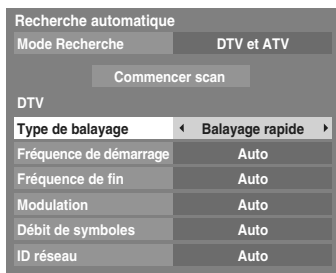 Recherche automatique
Mode Recherche DTV et ATV
Commencer scan
DTV
Type de balayage Balayage rapide
Fréquence de démarrage Auto
Fréquence de fin Auto
Modulation Auto
Débit de symboles Auto
ID réseau Auto